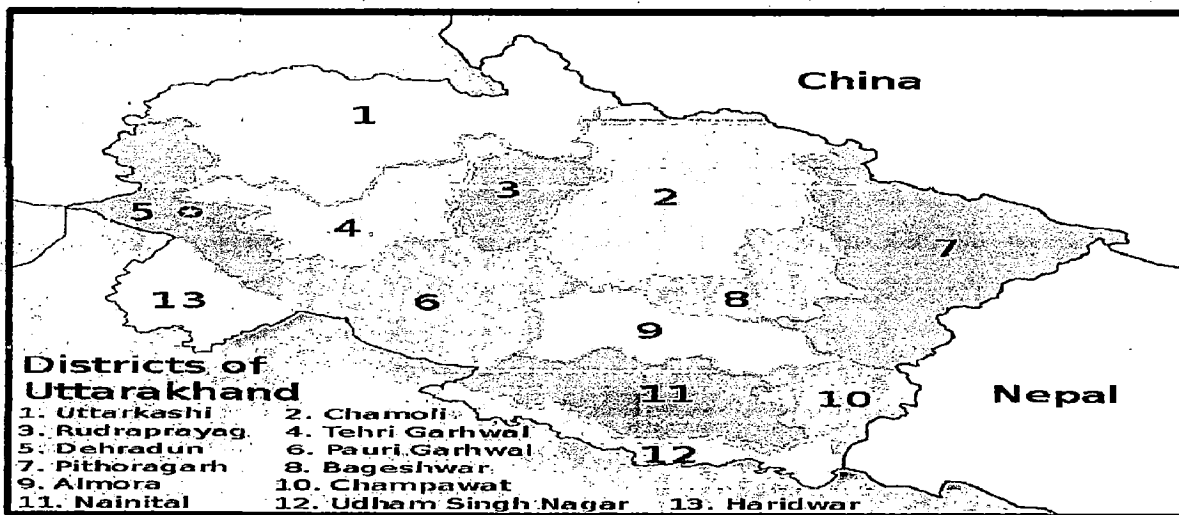 China
1
2
3
5
4
7
13
6
8
9
11
10
Nepal
12
Districts of
Uttarakhand
1. Uttarkashi 2. Chamoli
3. Rudraprayag 4. Tehri Garhwal
5. Dehradun 6. Pauri Garhwal
7. Pithoragarh 8. Bageshwar
9. Almora 10. Champawat
11. Nainital 12. Udham Singh Nagar 13. Haridwar